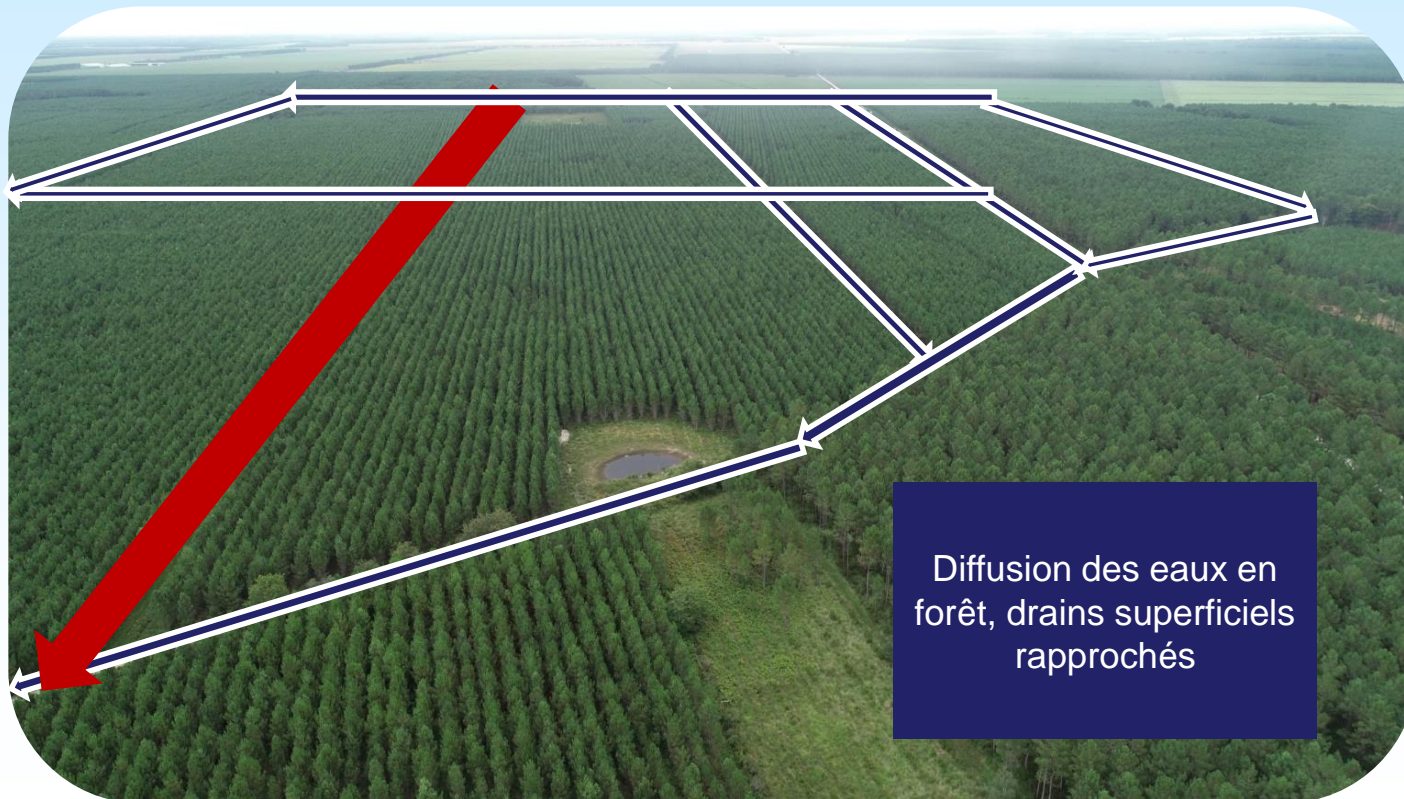 Diffusion des eaux en
forêt, drains superficiels
rapprochés